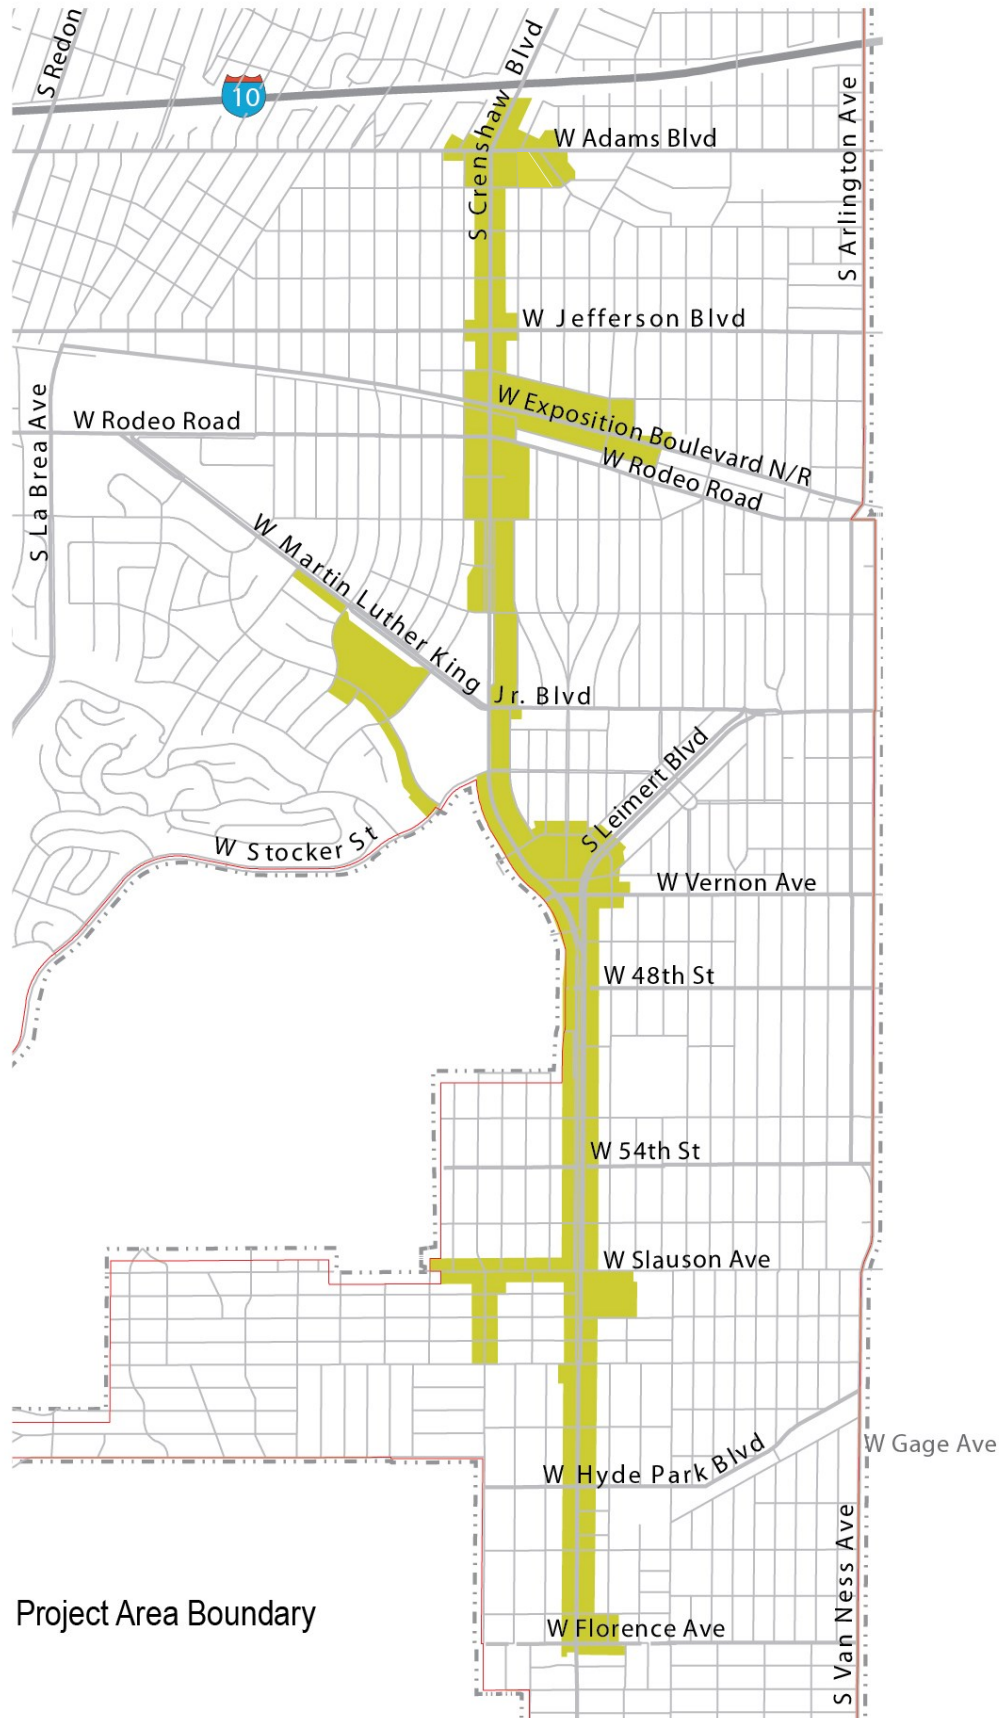 S Redon
S Crenshaw Blvd
10
W Adams Blvd
S Arlington Ave
W Jefferson Blvd
S La Brea Ave
W Rodeo Road
W Exposition Boulevard N/R
W Rodeo Road
W Martin Luther King Jr. Blvd
S Leimert Blvd
W Stocker St
W Vernon Ave
W 48th St
W 54th St
W Slauson Ave
W Gage Ave
W Hyde Park Blvd
S Van Ness Ave
Project Area Boundary
W Florence Ave